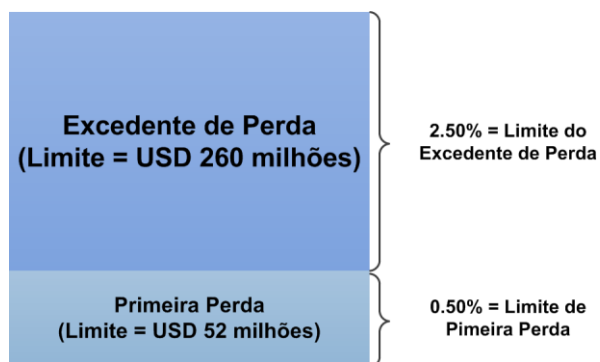 Excedente de Perda
(Limite = USD 260 milhões)
2.50% = Limite do
Excedente de Perda
Primeira Perda
(Limite = USD 52 milhões)
0.50% = Limite de
Pimeira Perda